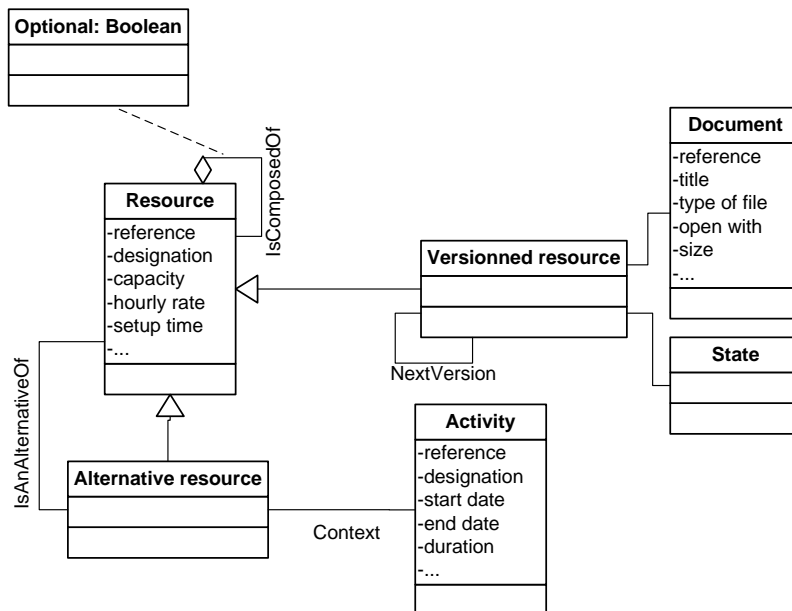 Optional: Boolean
Document
-reference
-title
-type of file
-open with
-size
-...
Resource
-reference
-designation
-capacity
-hourly rate
-setup time
-...
IsComposedOf
Versionned resource
NextVersion
State
IsAnAlternativeOf
Alternative resource
Context
Activity
-reference
-designation
-start date
-end date
-duration
-...